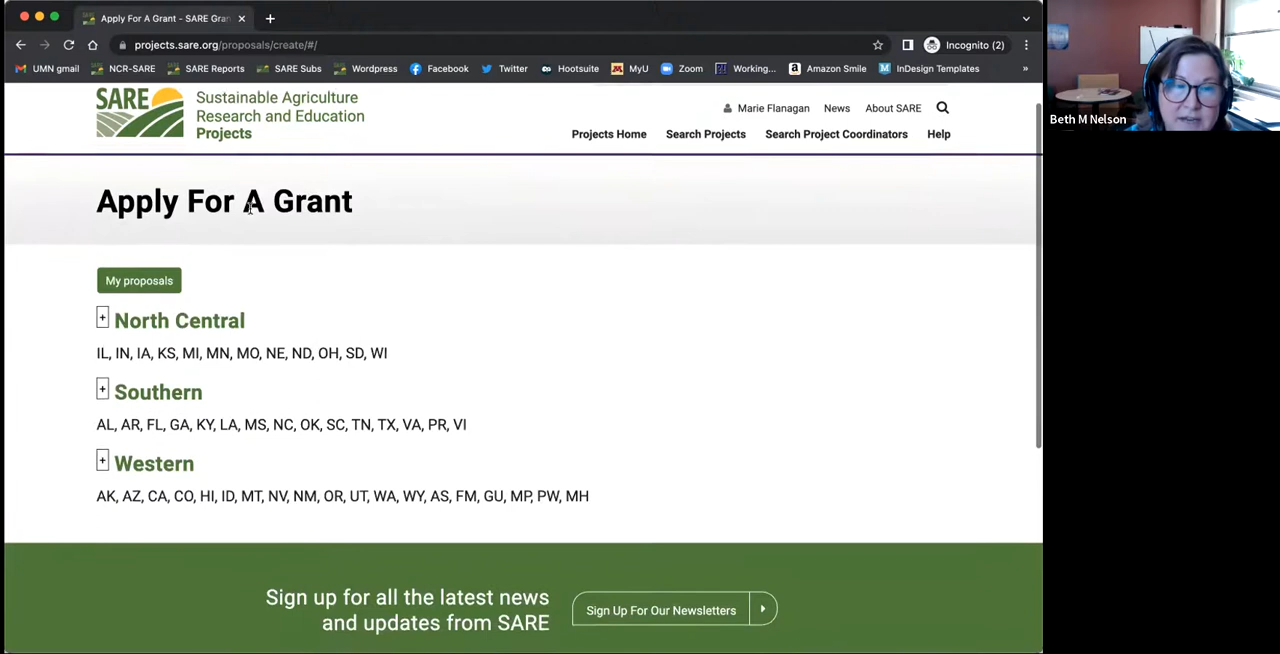 Apply For A Grant – SARE Gran
projects.sare.org/proposals/create/#/
Incognito (2)
UMN gmail
NCR-SARE
SARE Reports
SARE Subs
Wordpress
Facebook
Twitter
Hootsuite
MyU
Zoom
Working...
Amazon Smile
InDesign Templates
»
SARE
Sustainable Agriculture
Research and Education
Projects
Marie Flanagan
News
About SARE
Projects Home
Search Projects
Search Project Coordinators
Help
Apply For A Grant
My proposals
+ North Central
IL, IN, IA, KS, MI, MN, MO, NE, ND, OH, SD, WI
+ Southern
AL, AR, FL, GA, KY, LA, MS, NC, OK, SC, TN, TX, VA, PR, VI
+ Western
AK, AZ, CA, CO, HI, ID, MT, NV, NM, OR, UT, WA, WY, AS, FM, GU, MP, PW, MH
Sign up for all the latest news
and updates from SARE
Sign Up For Our Newsletters
Beth M Nelson